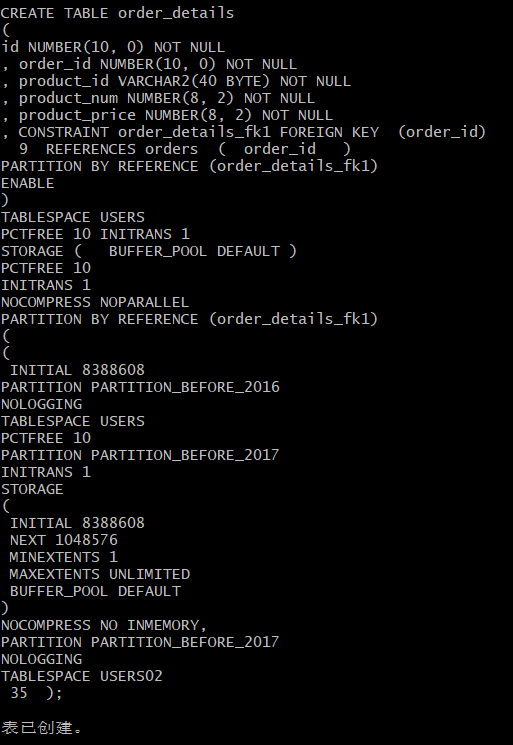 CREATE TABLE order_details
(
id NUMBER(10, 0) NOT NULL
, order_id NUMBER(10, 0) NOT NULL
, product_id VARCHAR2(40 BYTE) NOT NULL
, product_num NUMBER(8, 2) NOT NULL
, product_price NUMBER(8, 2) NOT NULL
, CONSTRAINT order_details_fk1 FOREIGN KEY  (order_id)
  9  REFERENCES orders  (  order_id   )
PARTITION BY REFERENCE (order_details_fk1)
ENABLE
)
TABLESPACE USERS
PCTFREE 10 INITRANS 1
STORAGE (   BUFFER_POOL DEFAULT )
PCTFREE 10
INITRANS 1
NOCOMPRESS NOPARALLEL
PARTITION BY REFERENCE (order_details_fk1)
(
(
 INITIAL 8388608
PARTITION PARTITION_BEFORE_2016
NOLOGGING
TABLESPACE USERS
PCTFREE 10
PARTITION PARTITION_BEFORE_2017
INITRANS 1
STORAGE
(
 INITIAL 8388608
 NEXT 1048576
 MINEXTENTS 1
 MAXEXTENTS UNLIMITED
 BUFFER_POOL DEFAULT
)
NOCOMPRESS NO INMEMORY,
PARTITION PARTITION_BEFORE_2017
NOLOGGING
TABLESPACE USERS02
 35  );
表已创建。